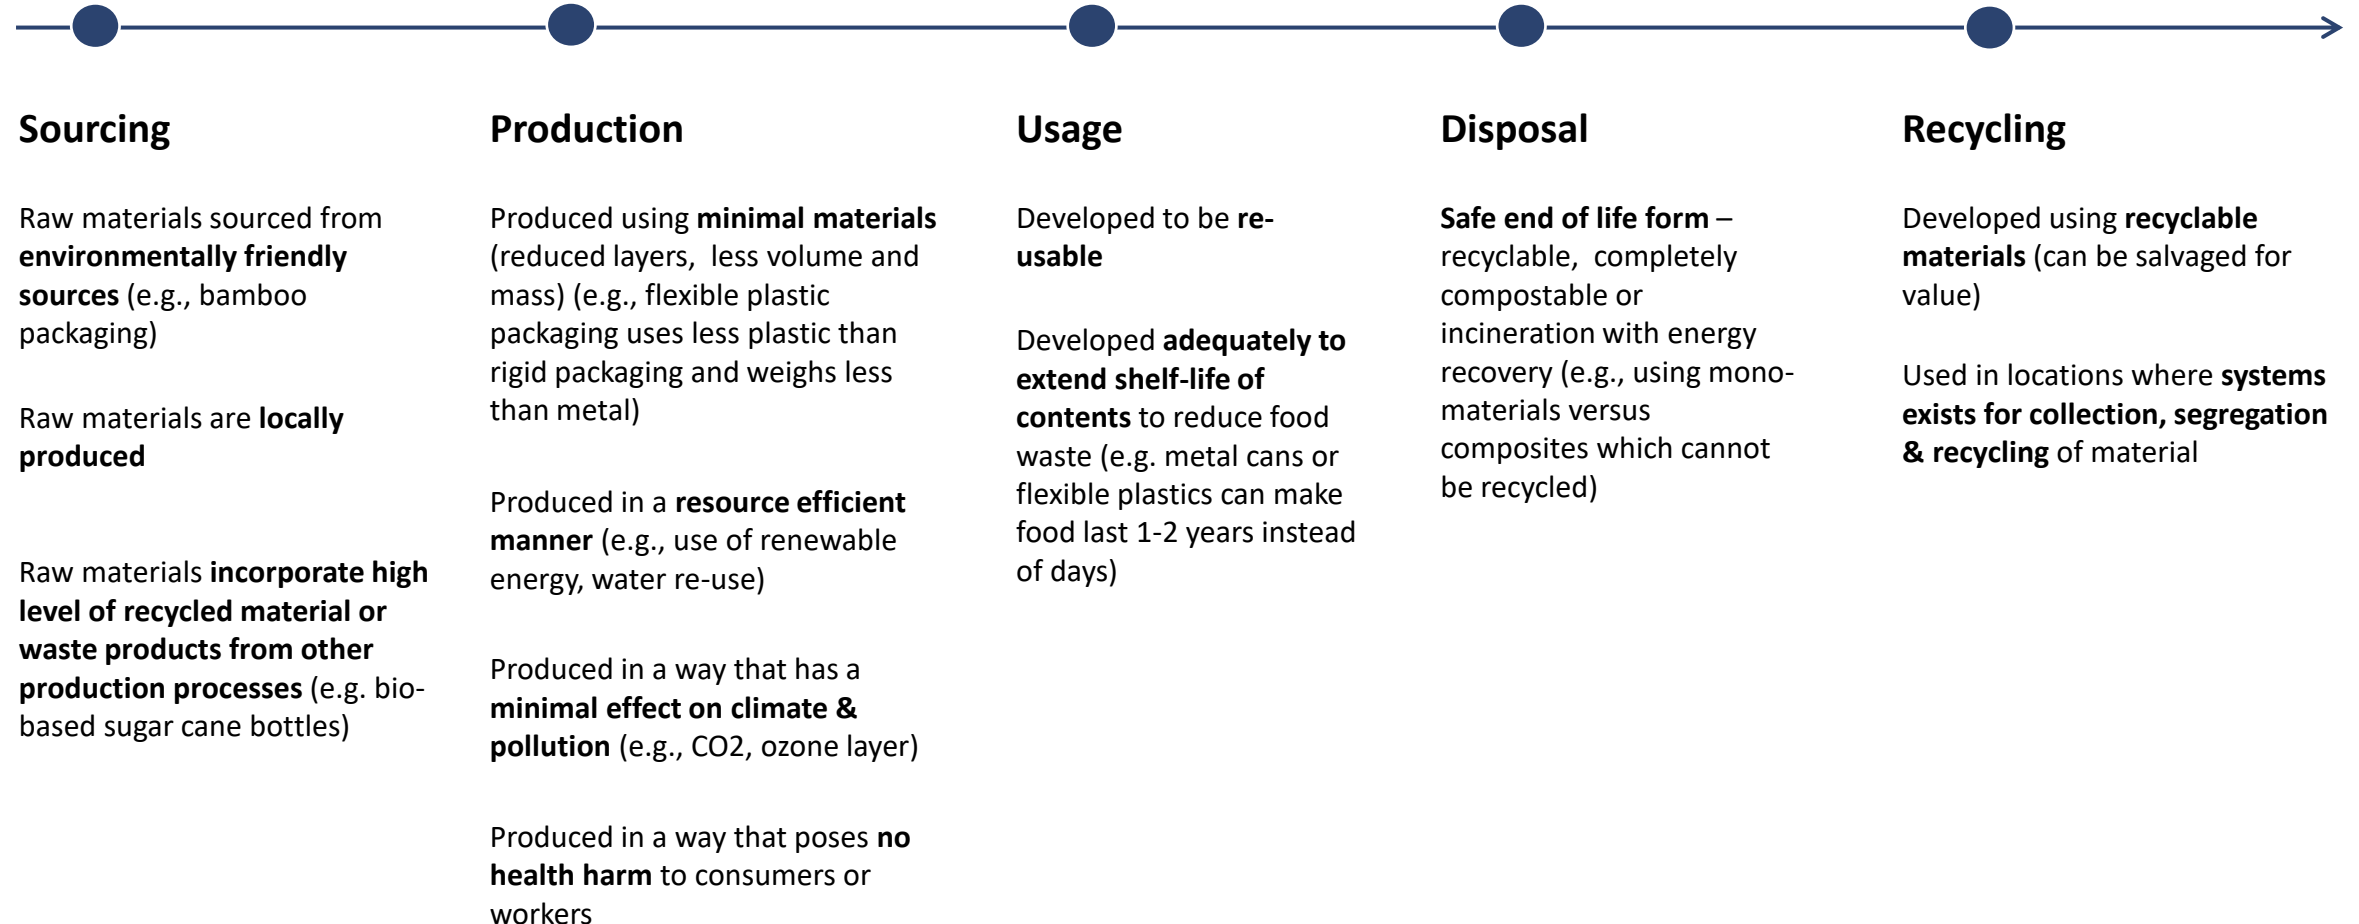 Sourcing
Raw materials sourced from
environmentally friendly
sources (e.g., bamboo
packaging)
Raw materials are locally
produced
Raw materials incorporate high
level of recycled material or
waste products from other
production processes (e.g. bio-
based sugar cane bottles)
Production
Produced using minimal materials
(reduced layers,  less volume and
mass) (e.g., flexible plastic
packaging uses less plastic than
rigid packaging and weighs less
than metal)
Produced in a resource efficient
manner (e.g., use of renewable
energy, water re-use)
Produced in a way that has a
minimal effect on climate &
pollution (e.g., CO2, ozone layer)
Produced in a way that poses no
health harm to consumers or
workers
Usage
Developed to be re-
usable
Developed adequately to
extend shelf-life of
contents to reduce food
waste (e.g. metal cans or
flexible plastics can make
food last 1-2 years instead
of days)
Disposal
Safe end of life form –
recyclable,  completely
compostable or
incineration with energy
recovery (e.g., using mono-
materials versus
composites which cannot
be recycled)
Recycling
Developed using recyclable
materials (can be salvaged for
value)
Used in locations where systems
exists for collection, segregation
& recycling of material